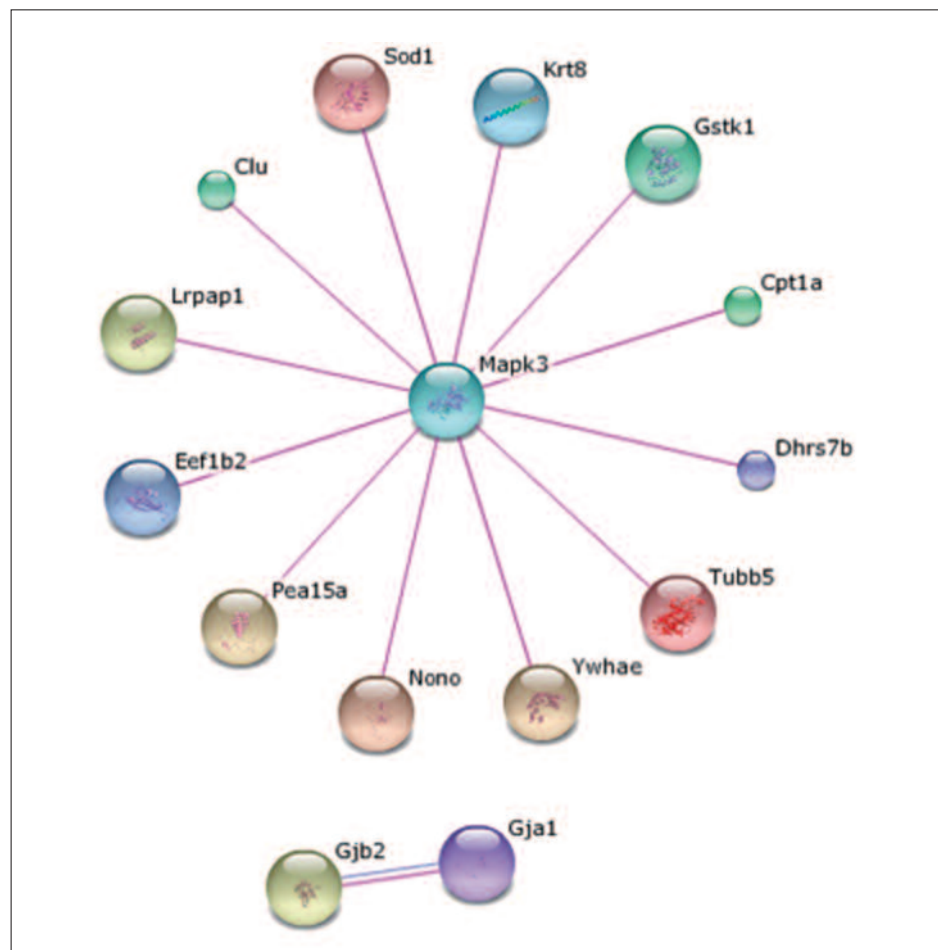 Sod1
Krt8
Gstk1
Clu
Cpt1a
Lrpap1
Mapk3
Dhrs7b
Eef1b2
Tubb5
Pea15a
Ywhae
Nono
Gja1
Gjb2